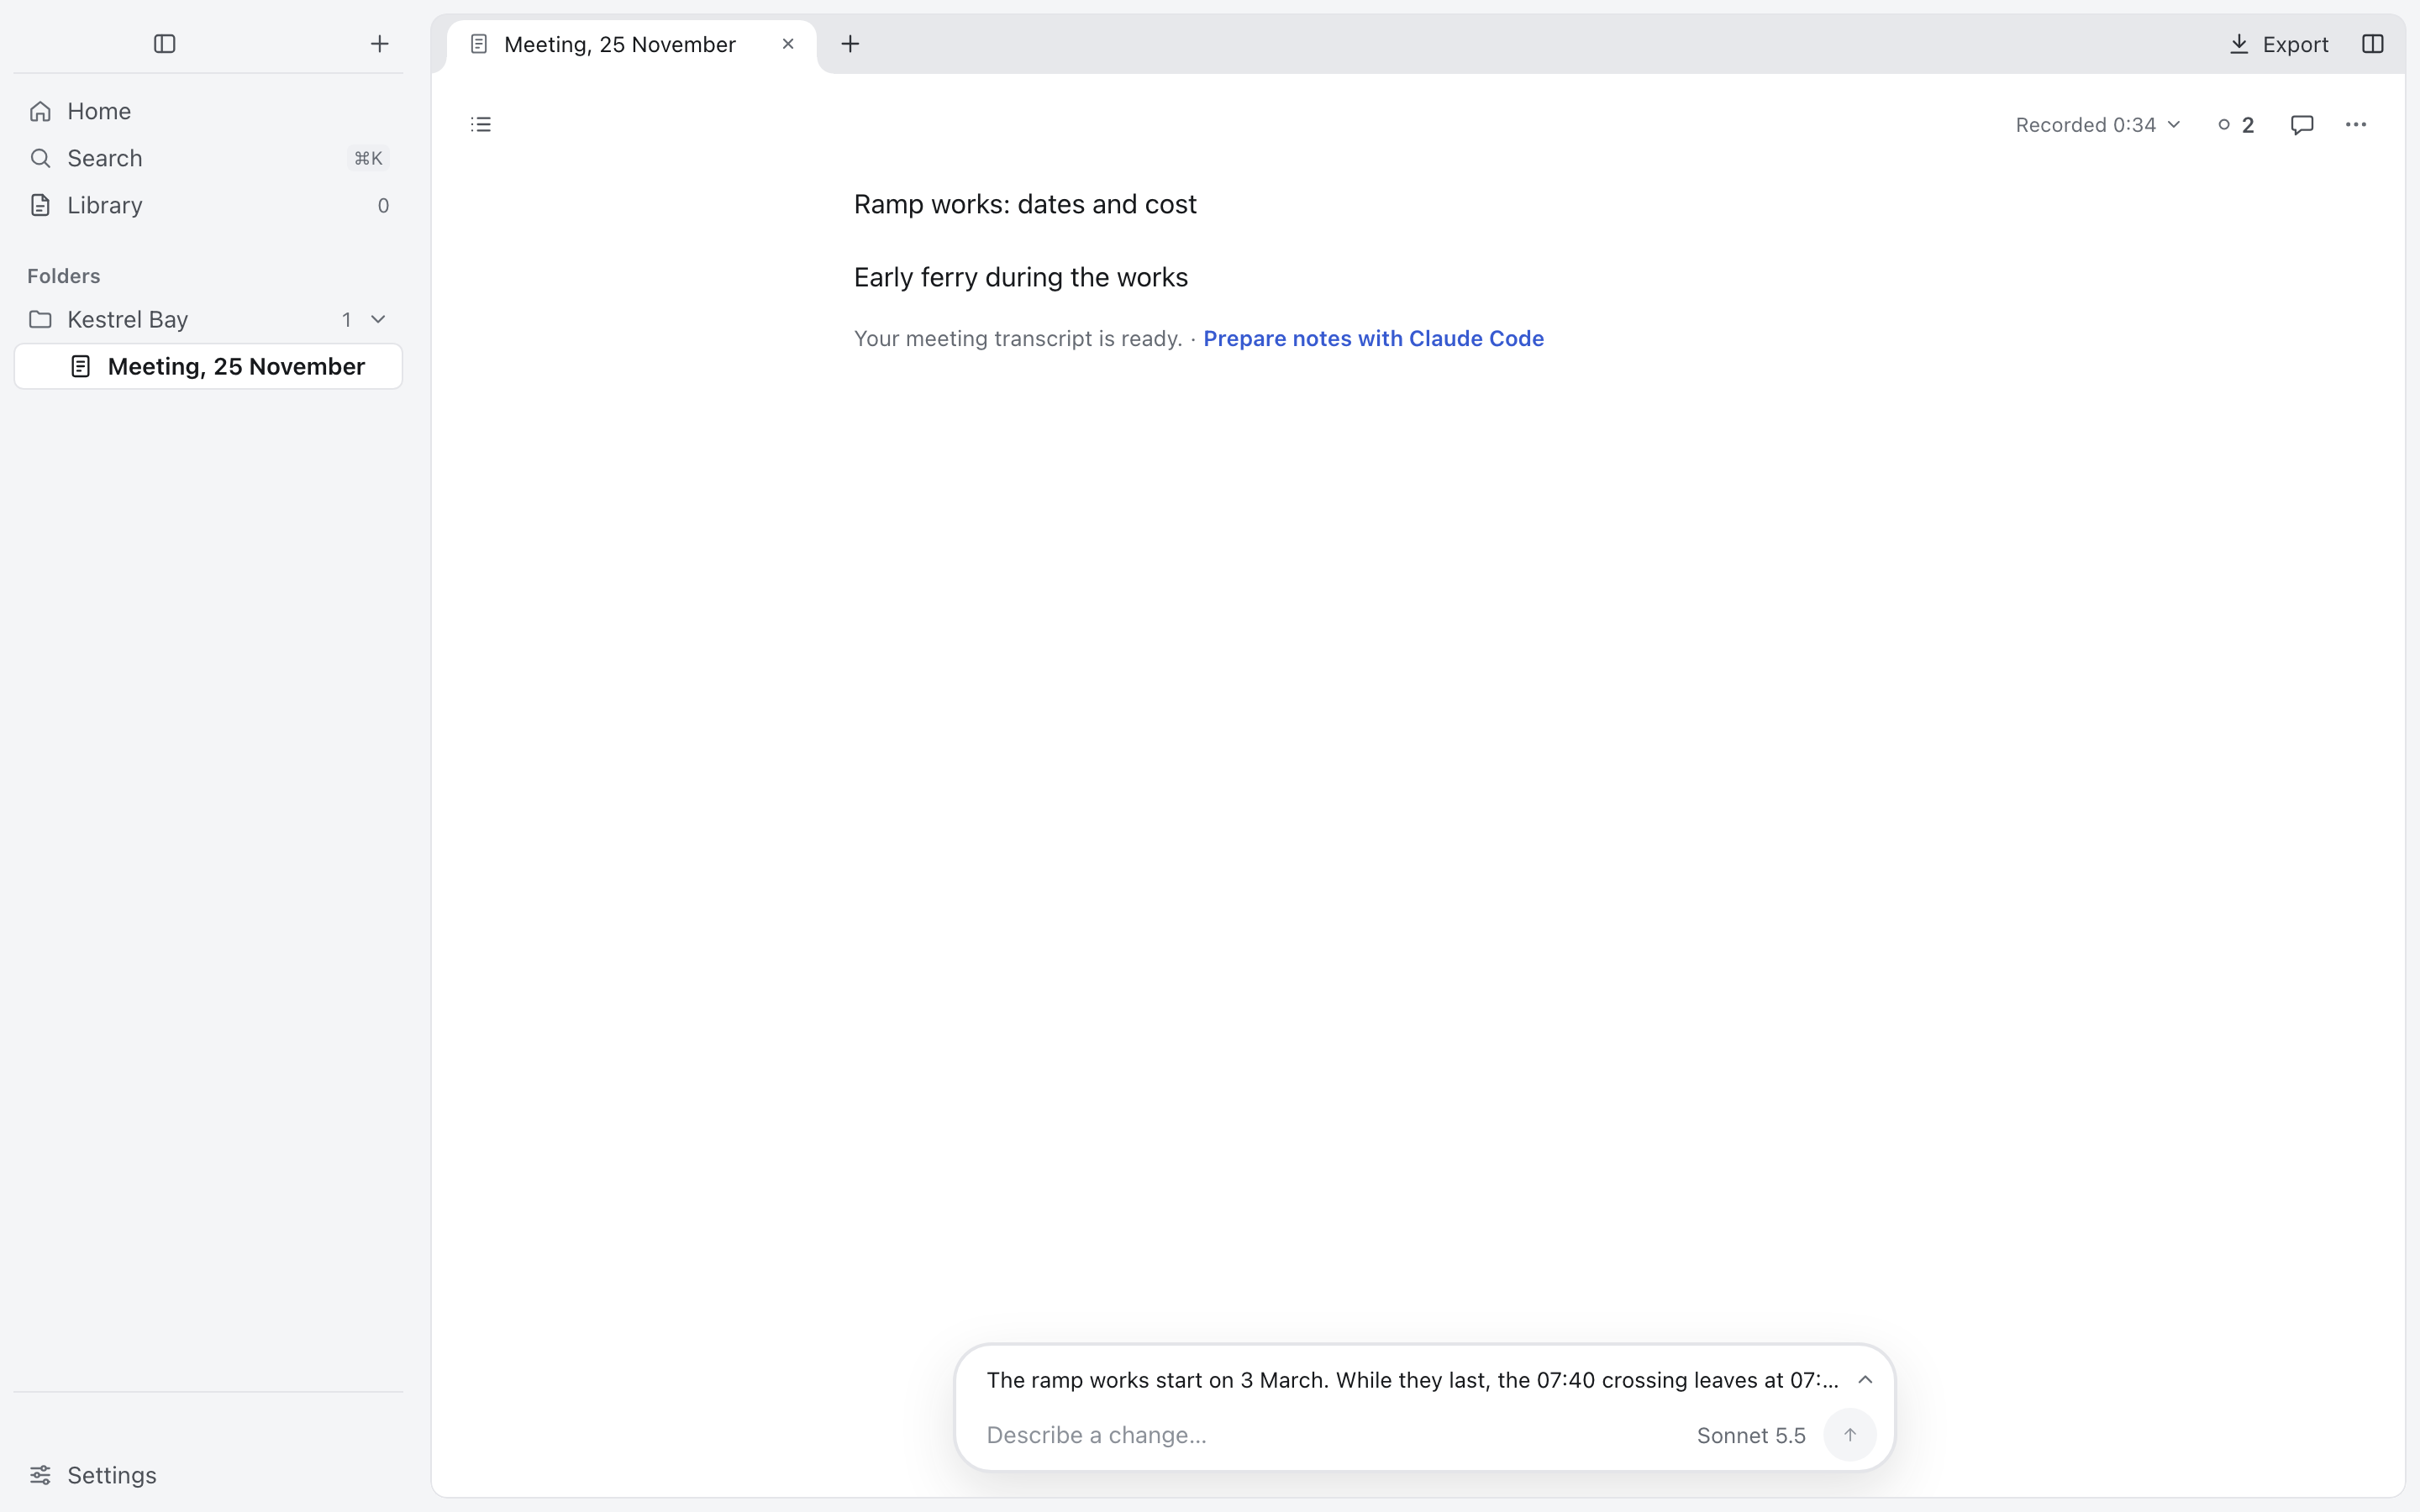 Home
Search ⌘K
Library 0
Folders
Kestrel Bay 1
Meeting, 25 November
Settings
Meeting, 25 November
Export
Recorded 0:34
2
Ramp works: dates and cost
Early ferry during the works
Your meeting transcript is ready. · Prepare notes with Claude Code
The ramp works start on 3 March. While they last, the 07:40 crossing leaves at 07:...
Describe a change...
Sonnet 5.5